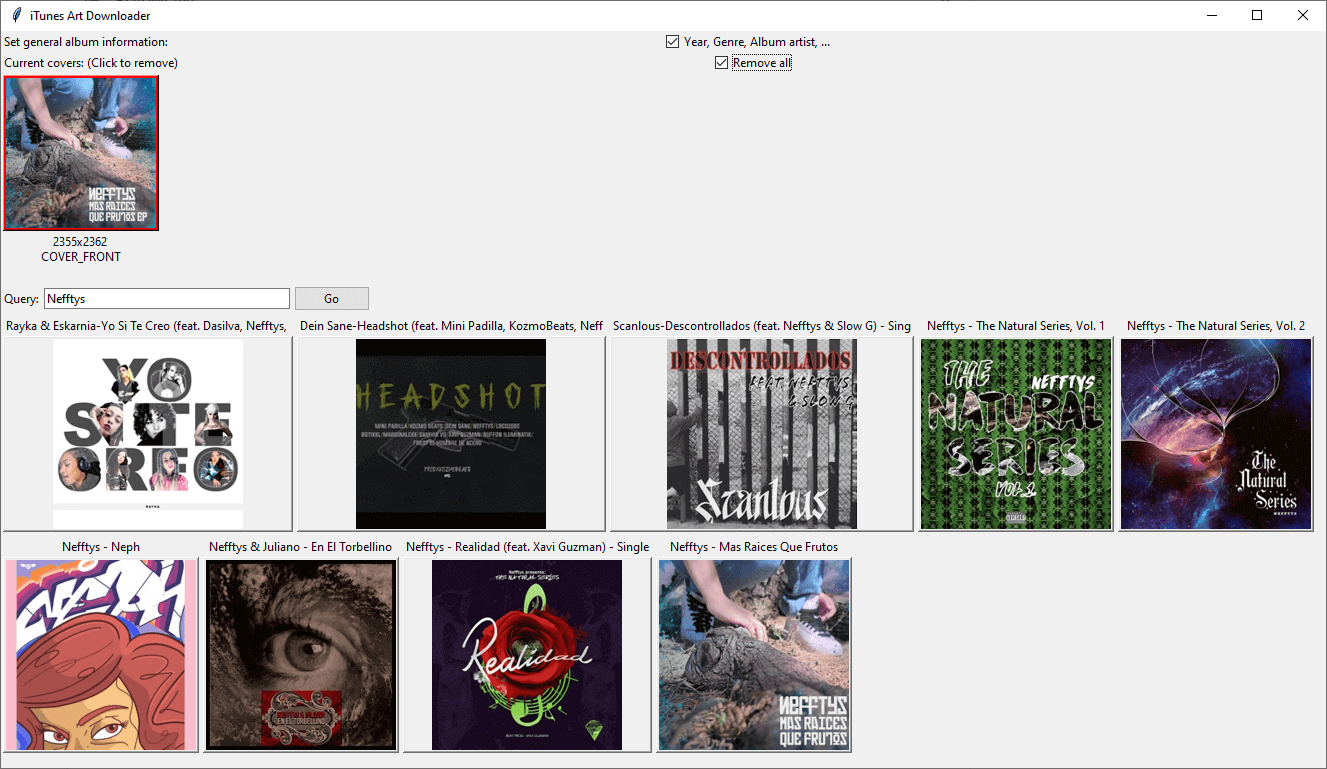 iTunes Art Downloader
Set general album information:
Year, Genre, Album artist, ...
Current covers: (Click to remove)
Remove all
NEFFTYS
MAS RAICES
QUE FRUTOS EP
2355x2362
COVER_FRONT
Query:
Nefftys
Go
Rayka & Eskarnia-Yo Si Te Creo (feat. Dasilva, Nefftys,
Dein Sane-Headshot (feat. Mini Padilla, KozmoBeats, Neff
Scanlous-Descontrollados (feat. Nefftys & Slow G) - Sing
Nefftys - The Natural Series, Vol. 1
Nefftys - The Natural Series, Vol. 2
YO
SI TE
CREO
RAYKA
HEADSHOT
DESCONTROLLADOS
FEAT. NEFFTYS
& SLOW G
Scanlous
THE
NEFFTYS
NATURAL
SERIES
VOL.1
The
Natural
Series
NEFFTYS
Nefftys - Neph
Nefftys & Juliano - En El Torbellino
Nefftys - Realidad (feat. Xavi Guzman) - Single
Nefftys - Mas Raices Que Frutos
NEFFTYS & JULIANO
EN EL TORBELLINO
Nefftys presenta:
THE NATURAL SERIES
Realidad
NEFFTYS
MAS RAICES
QUE FRUTOS